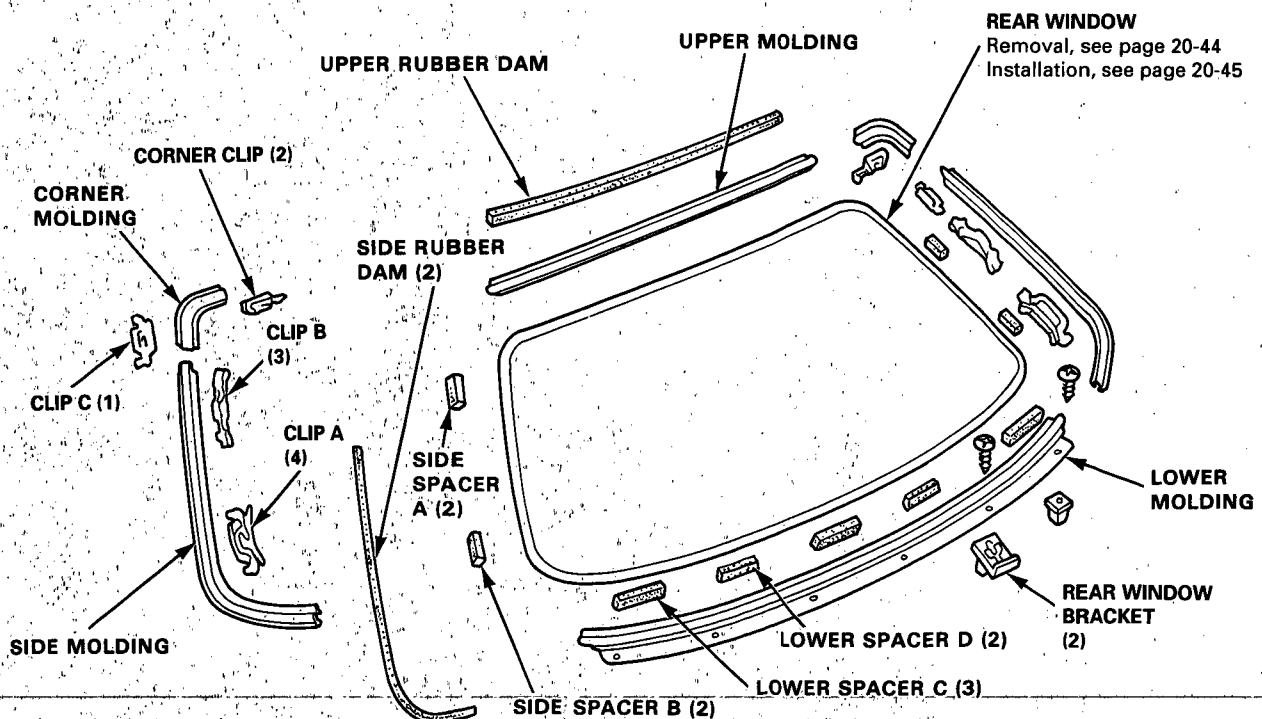 REAR WINDOW
Removal, see page 20-44
Installation, see page 20-45
UPPER MOLDING
UPPER RUBBER DAM
CORNER CLIP (2)
CORNER
MOLDING
SIDE RUBBER
DAM (2)
CLIP B
(3)
CLIP C (1)
CLIP A
(4)
SIDE
SPACER
A (2)
LOWER
MOLDING
REAR WINDOW
BRACKET
(2)
SIDE MOLDING
LOWER SPACER D (2)
LOWER SPACER C (3)
SIDE SPACER B (2)